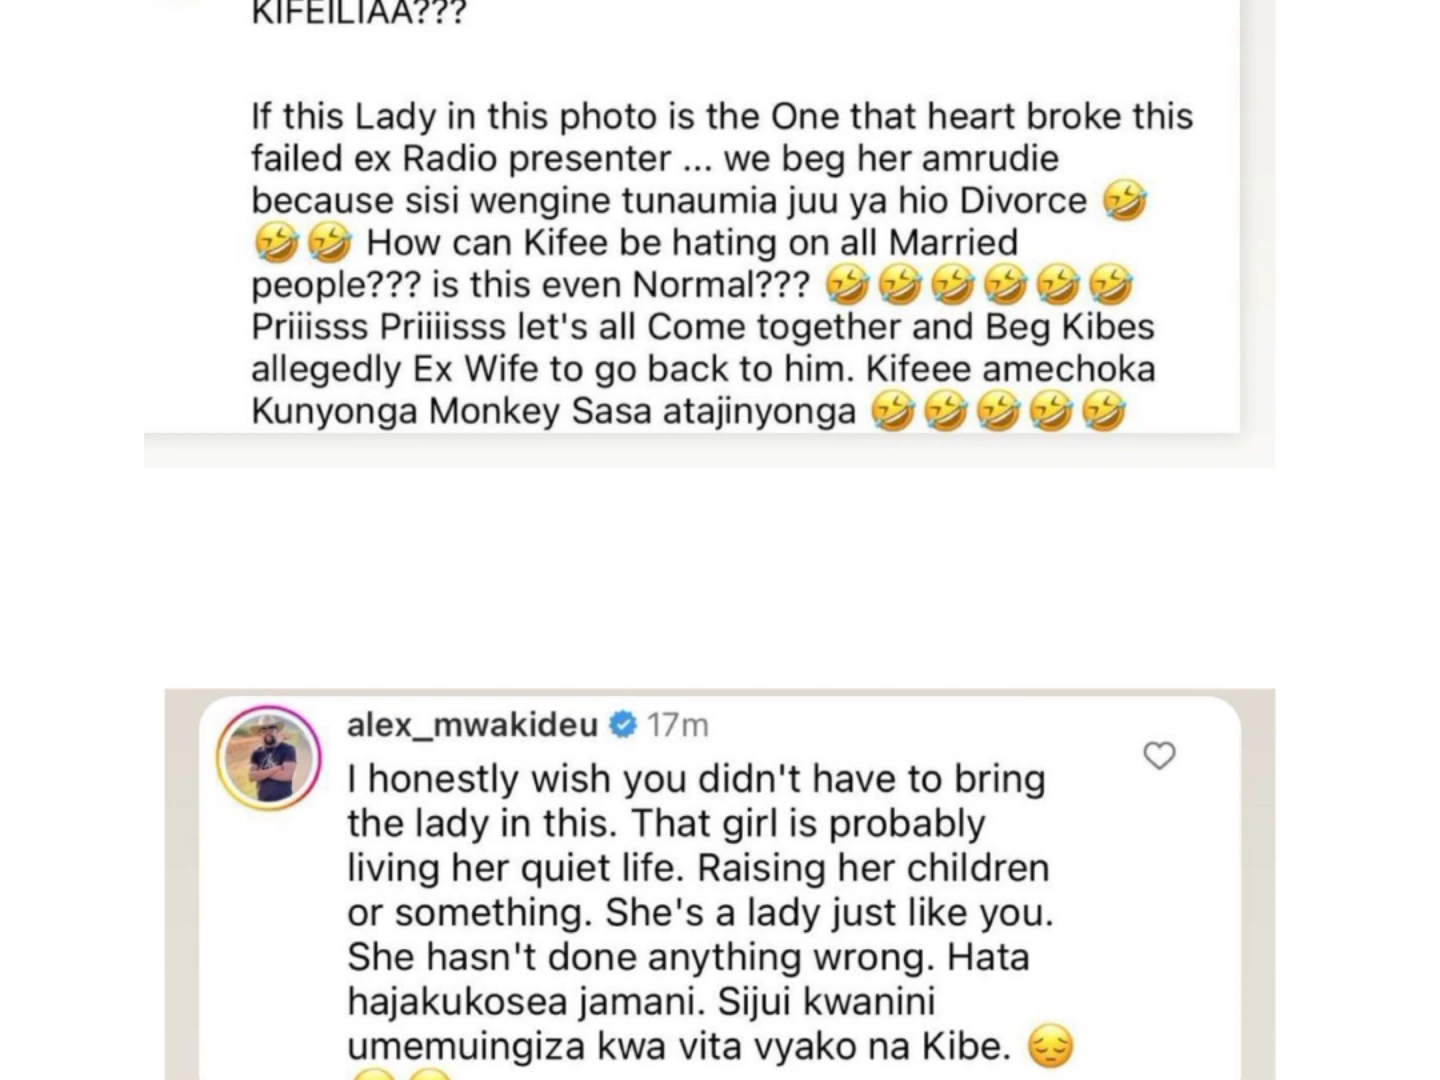 KIFEILIAA???
If this Lady in this photo is the One that heart broke this
failed ex Radio presenter ... we beg her amrudie
because sisi wengine tunaumia juu ya hio Divorce 🤣
🤣🤣 How can Kifee be hating on all Married
people??? is this even Normal??? 🤣🤣🤣🤣🤣🤣
Priiisss Priiiisss let's all Come together and Beg Kibes
allegedly Ex Wife to go back to him. Kifeee amechoka
Kunyonga Monkey Sasa atajinyonga 🤣🤣🤣🤣🤣
alex_mwakideu 17m
I honestly wish you didn't have to bring
the lady in this. That girl is probably
living her quiet life. Raising her children
or something. She's a lady just like you.
She hasn't done anything wrong. Hata
hajakukosea jamani. Sijui kwanini
umemuingiza kwa vita vyako na Kibe. 😔